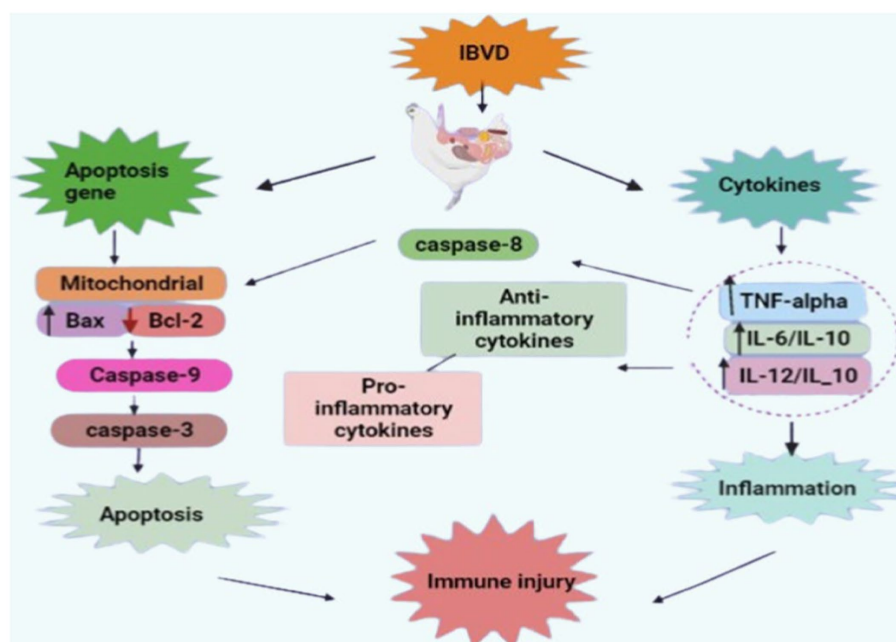 IBVD
Apoptosis
gene
Cytokines
caspase-8
Mitochondrial
Bax
Bcl-2
Anti-
inflammatory
cytokines
TNF-alpha
IL-6/IL-10
IL-12/IL_10
Caspase-9
Pro-
inflammatory
cytokines
caspase-3
Apoptosis
Inflammation
Immune injury